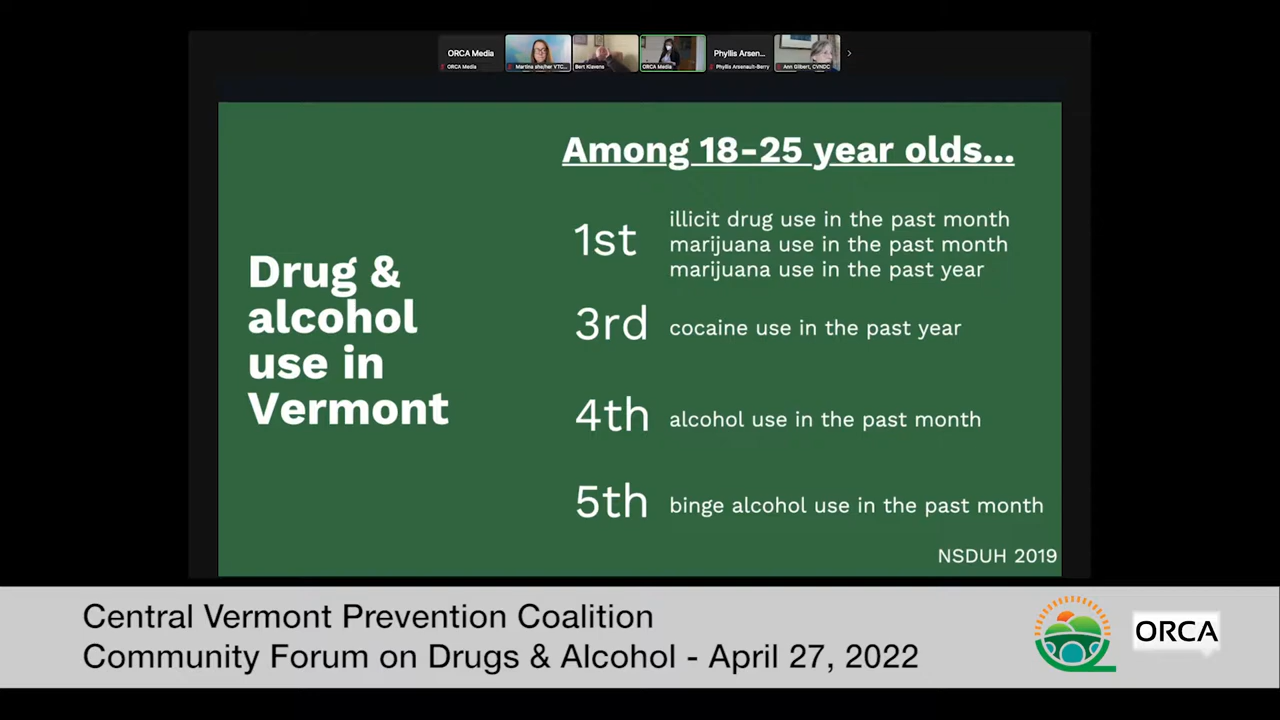 ORCA Media
ORCA Media
Martina she/her VTC...
Bert Klavens
ORCA Media
Phyllis Arsen...
Phyllis Arsenault-Berry
Ann Gilbert, CVNDC
Among 18-25 year olds...
Drug &
alcohol
use in
Vermont
1st
illicit drug use in the past month
marijuana use in the past month
marijuana use in the past year
3rd
cocaine use in the past year
4th
alcohol use in the past month
5th
binge alcohol use in the past month
NSDUH 2019
Central Vermont Prevention Coalition
Community Forum on Drugs & Alcohol - April 27, 2022
ORCA